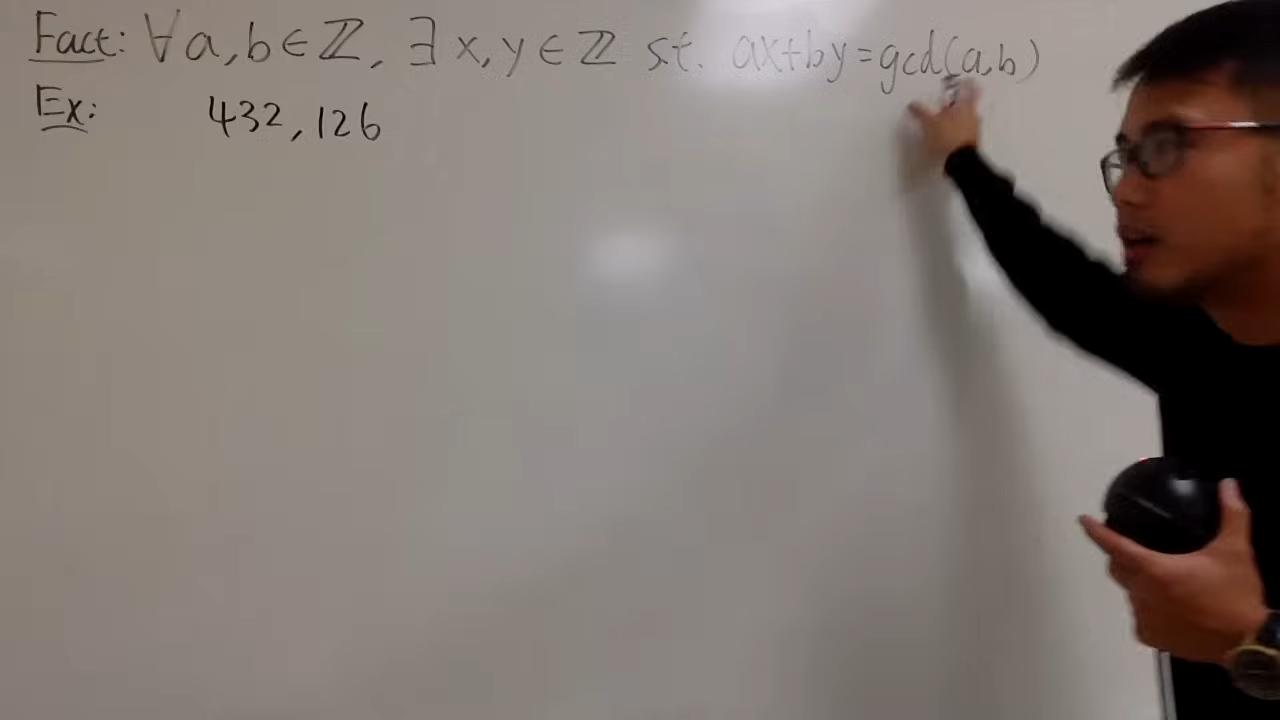 Fact: ∀a,b∈ℤ, ∃ x,y∈ℤ s.t. ax+by=gcd(a,b)
Ex: 432, 126